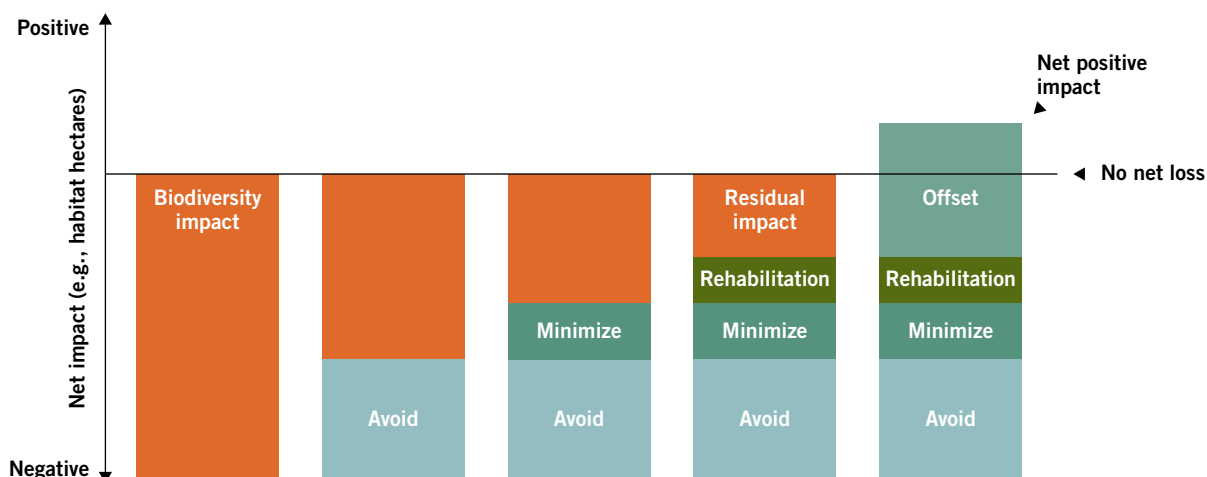 Positive
Net impact (e.g., habitat hectares)
Negative
Net positive
impact
No net loss
Biodiversity
impact
Avoid
Minimize
Avoid
Residual
impact
Rehabilitation
Minimize
Avoid
Offset
Rehabilitation
Minimize
Avoid